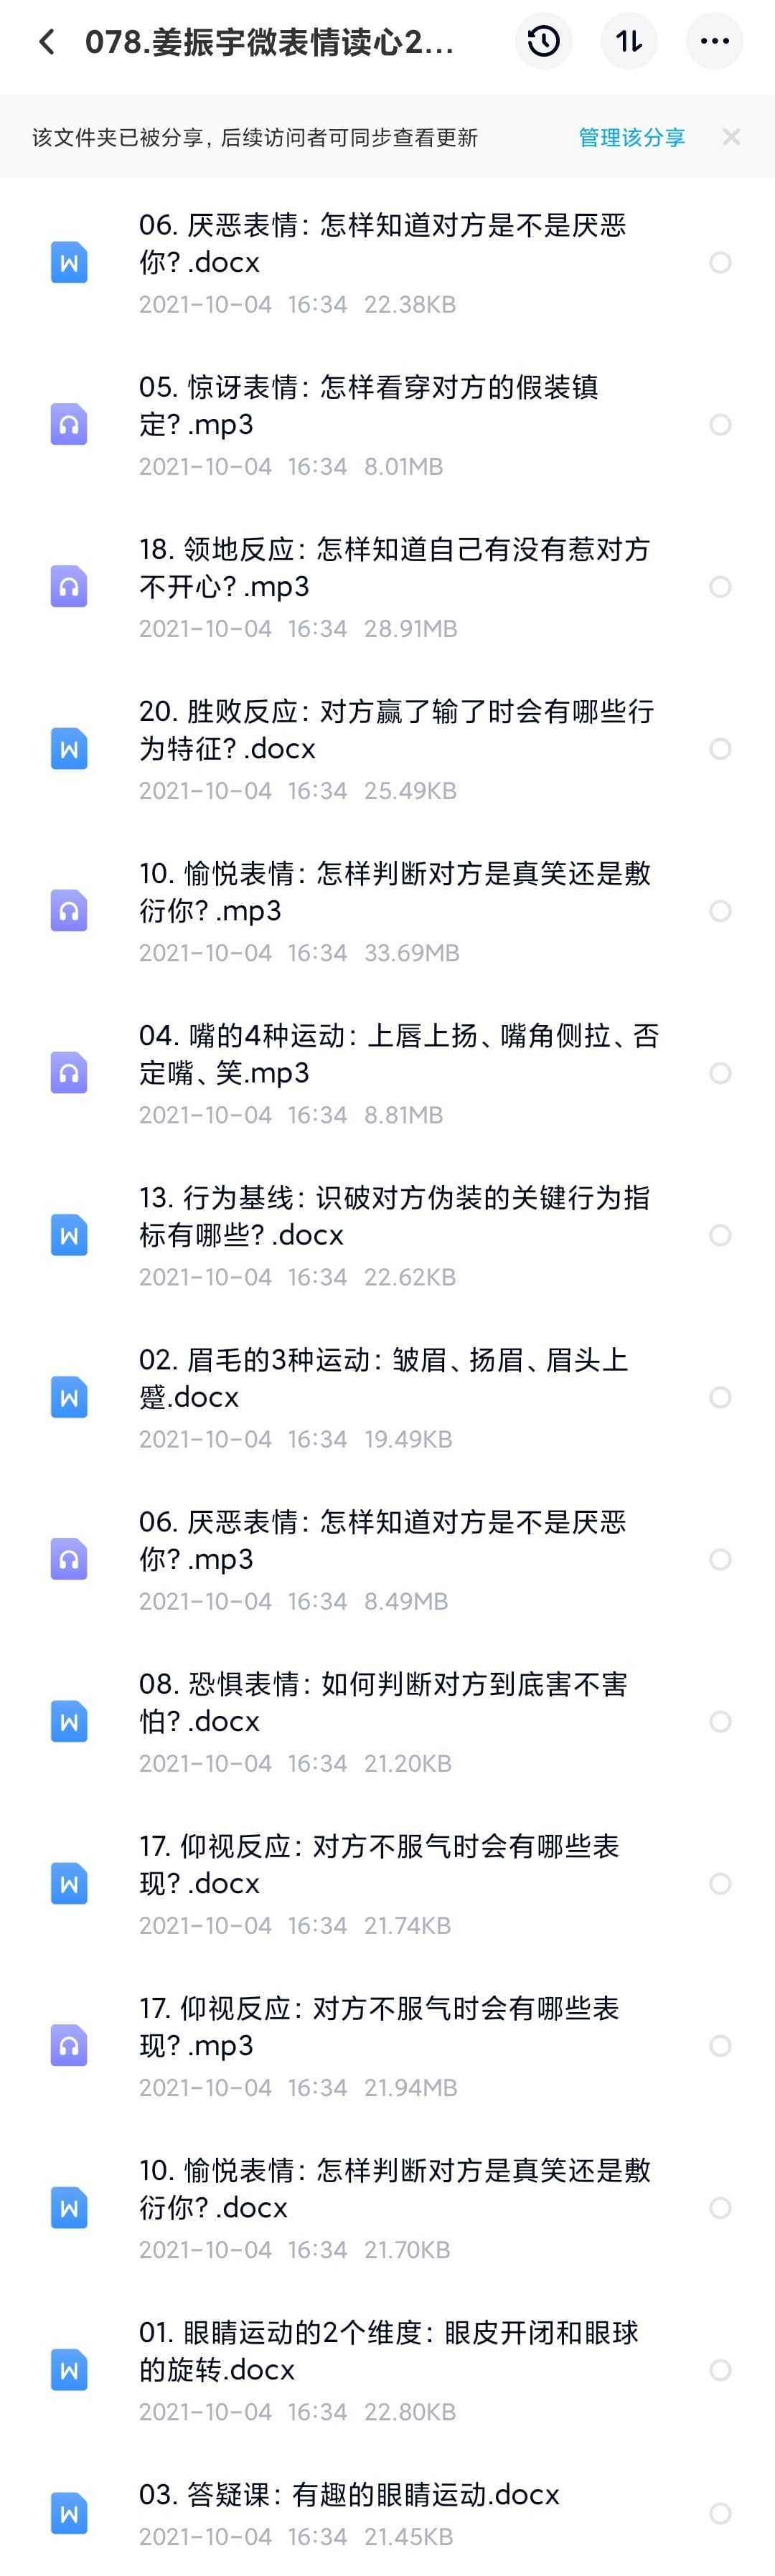 078.姜振宇微表情读心2...
该文件夹已被分享，后续访问者可同步查看更新 管理该分享
06. 厌恶表情：怎样知道对方是不是厌恶
你？.docx
2021-10-04 16:34 22.38KB
05. 惊讶表情：怎样看穿对方的假装镇
定？.mp3
2021-10-04 16:34 8.01MB
18. 领地反应：怎样知道自己有没有惹对方
不开心？.mp3
2021-10-04 16:34 28.91MB
20. 胜败反应：对方赢了输了时会有哪些行
为特征？.docx
2021-10-04 16:34 25.49KB
10. 愉悦表情：怎样判断对方是真笑还是敷
衍你？.mp3
2021-10-04 16:34 33.69MB
04. 嘴的4种运动：上唇上扬、嘴角侧拉、否
定嘴、笑.mp3
2021-10-04 16:34 8.81MB
13. 行为基线：识破对方伪装的关键行为指
标有哪些？.docx
2021-10-04 16:34 22.62KB
02. 眉毛的3种运动：皱眉、扬眉、眉头上
蹙.docx
2021-10-04 16:34 19.49KB
06. 厌恶表情：怎样知道对方是不是厌恶
你？.mp3
2021-10-04 16:34 8.49MB
08. 恐惧表情：如何判断对方到底害不害
怕？.docx
2021-10-04 16:34 21.20KB
17. 仰视反应：对方不服气时会有哪些表
现？.docx
2021-10-04 16:34 21.74KB
17. 仰视反应：对方不服气时会有哪些表
现？.mp3
2021-10-04 16:34 21.94MB
10. 愉悦表情：怎样判断对方是真笑还是敷
衍你？.docx
2021-10-04 16:34 21.70KB
01. 眼睛运动的2个维度：眼皮开闭和眼球
的旋转.docx
2021-10-04 16:34 22.80KB
03. 答疑课：有趣的眼睛运动.docx
2021-10-04 16:34 21.45KB